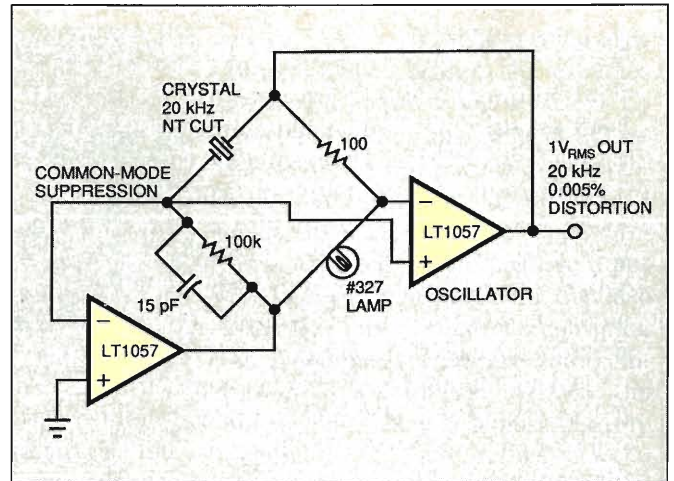 CRYSTAL
20 kHz
NT CUT
100
COMMON-MODE
SUPPRESSION
1VRMS OUT
20 kHz
0.005%
DISTORTION
−
LT1057
+
100k
15 pF
#327
LAMP
OSCILLATOR
−
LT1057
+